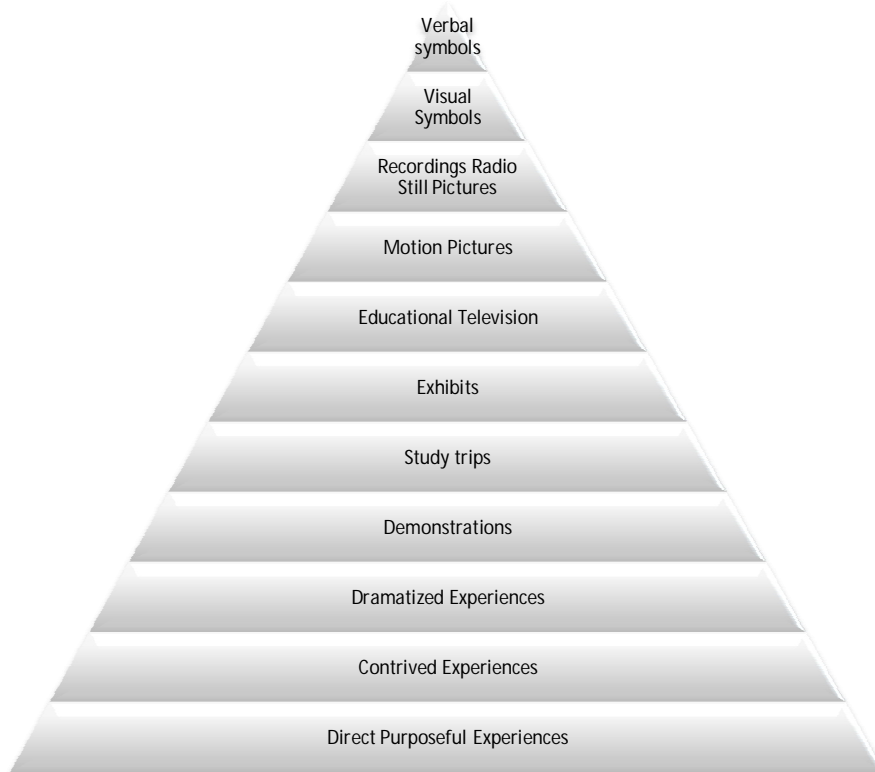 Verbal
symbols
Visual
Symbols
Recordings Radio
Still Pictures
Motion Pictures
Educational Television
Exhibits
Study trips
Demonstrations
Dramatized Experiences
Contrived Experiences
Direct Purposeful Experiences